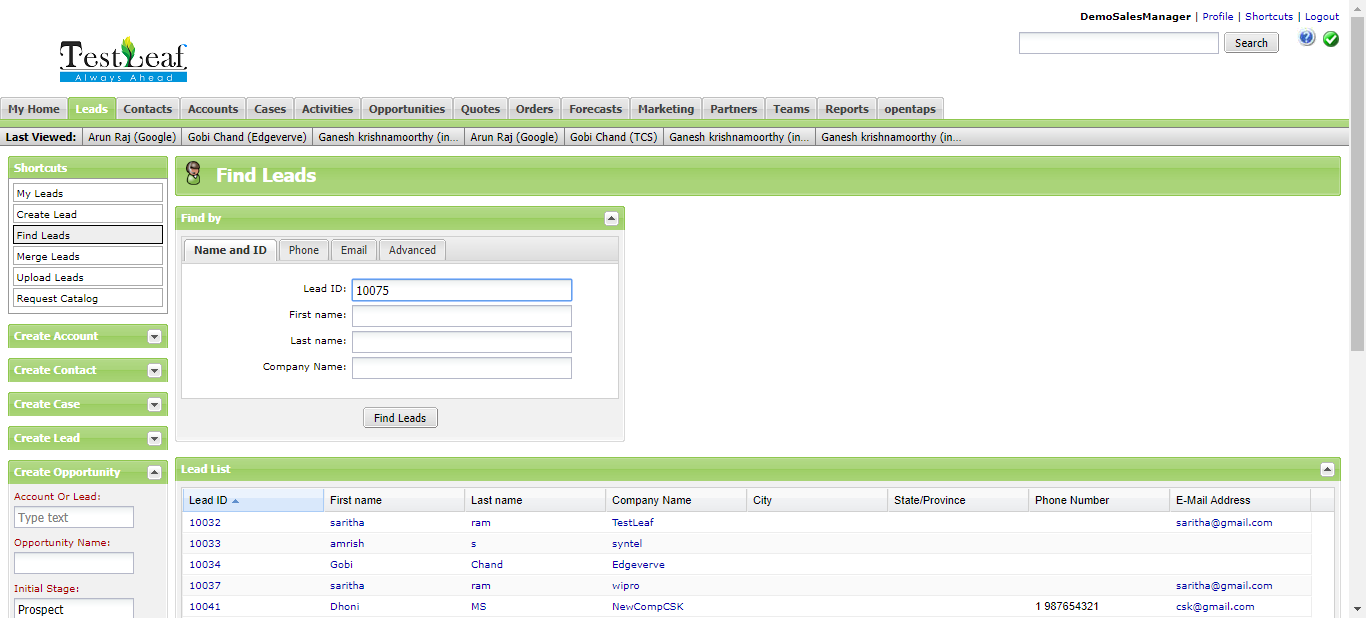 DemoSalesManager | Profile | Shortcuts | Logout
Search
TestLeaf
Always Ahead
My Home Leads Contacts Accounts Cases Activities Opportunities Quotes Orders Forecasts Marketing Partners Teams Reports opentaps
Last Viewed: Arun Raj (Google) Gobi Chand (Edgeverve) Ganesh krishnamoorthy (in... Arun Raj (Google) Gobi Chand (TCS) Ganesh krishnamoorthy (in... Ganesh krishnamoorthy (in...
Shortcuts
My Leads
Create Lead
Find Leads
Merge Leads
Upload Leads
Request Catalog
Create Account
Create Contact
Create Case
Create Lead
Create Opportunity
Account Or Lead:
Type text
Opportunity Name:
Initial Stage:
Prospect
Find Leads
Find by
Name and ID Phone Email Advanced
Lead ID: 10075
First name:
Last name:
Company Name:
Find Leads
Lead List
Lead ID First name Last name Company Name City State/Province Phone Number E-Mail Address
10032 saritha ram TestLeaf saritha@gmail.com
10033 amrish s syntel
10034 Gobi Chand Edgeverve
10037 saritha ram wipro saritha@gmail.com
10041 Dhoni MS NewCompCSK 1 987654321 csk@gmail.com